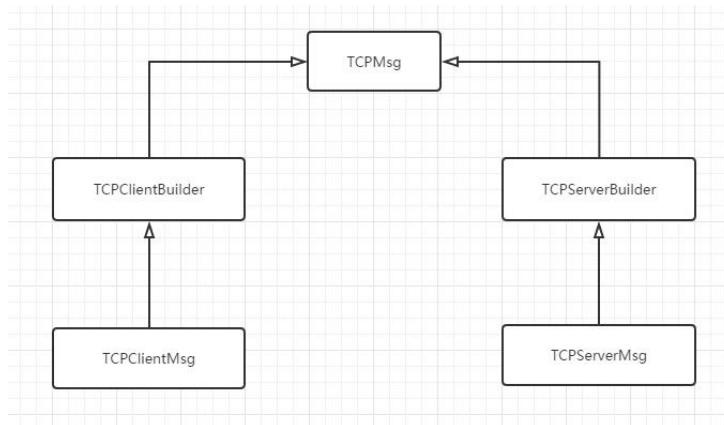 TCPMsg
TCPClientBuilder
TCPServerBuilder
TCPClientMsg
TCPServerMsg